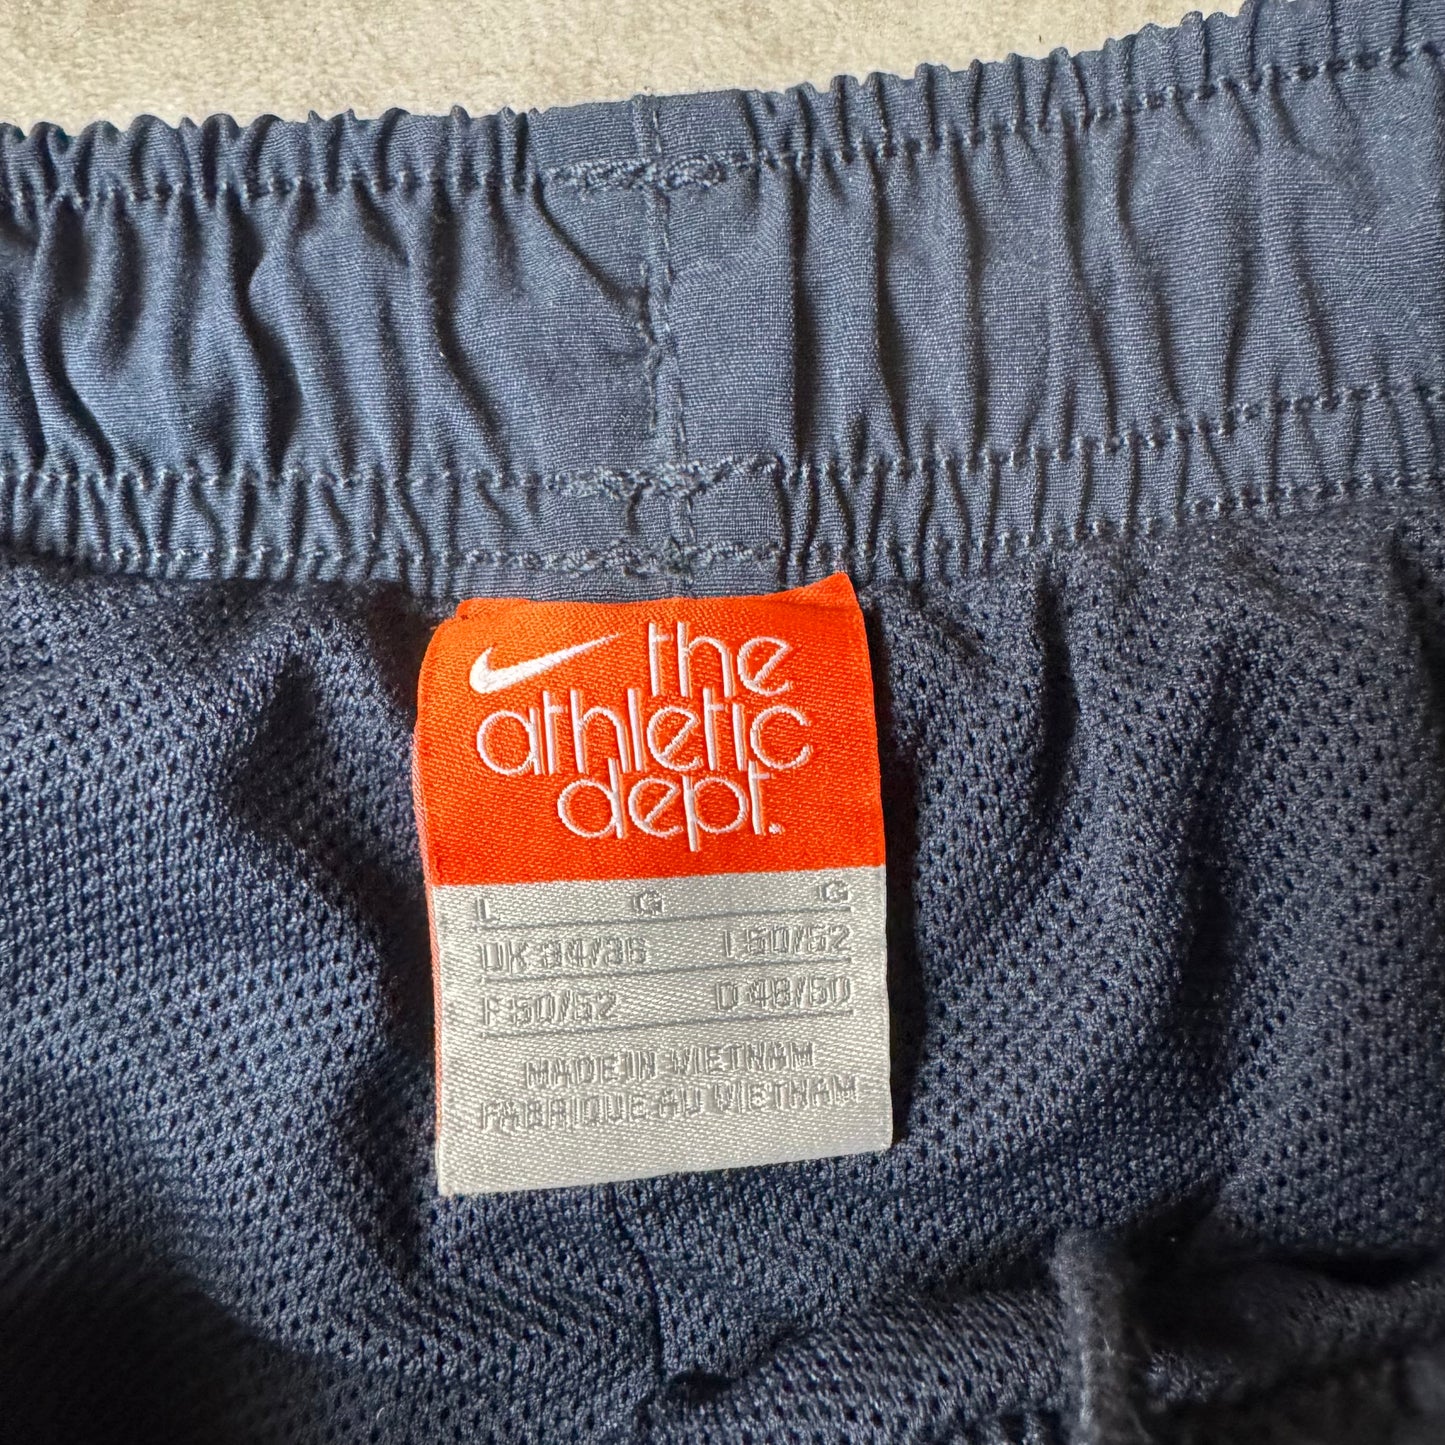 the
athletic
dept.
L G G
UK 34/36 I 50/52
F 50/52 D 48/50
MADE IN VIETNAM
FABRIQUE AU VIETNAM